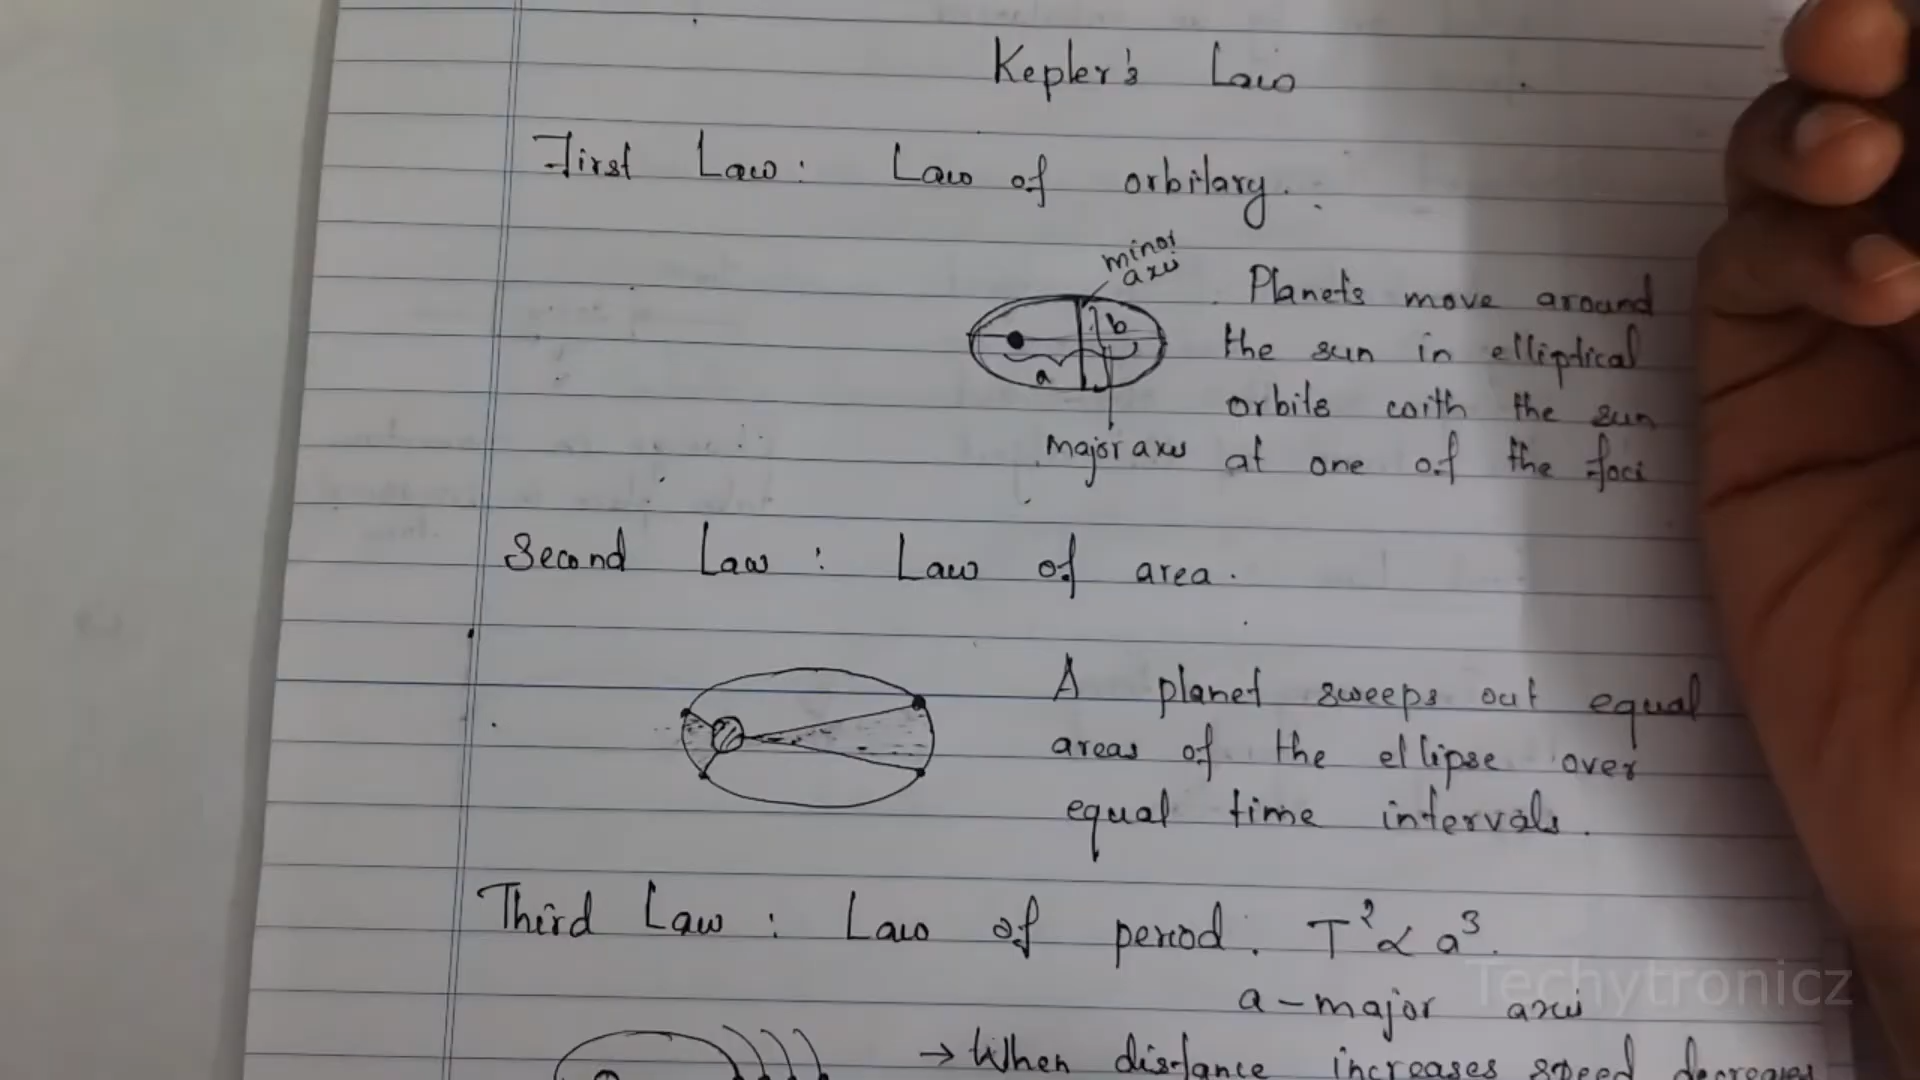 Kepler's Law
First Law: Law of orbitary.
minor
axis
Planets move around
b
the sun in elliptical
a
orbits with the sun
Major axis at one of the foci
Second Law: Law of area.
A planet sweeps out equal
areas of the ellipse over
equal time intervals.
Third Law: Law of period. T² ∝ a³.
Techytronicz
a - major axis
→ When distance increases speed decreases